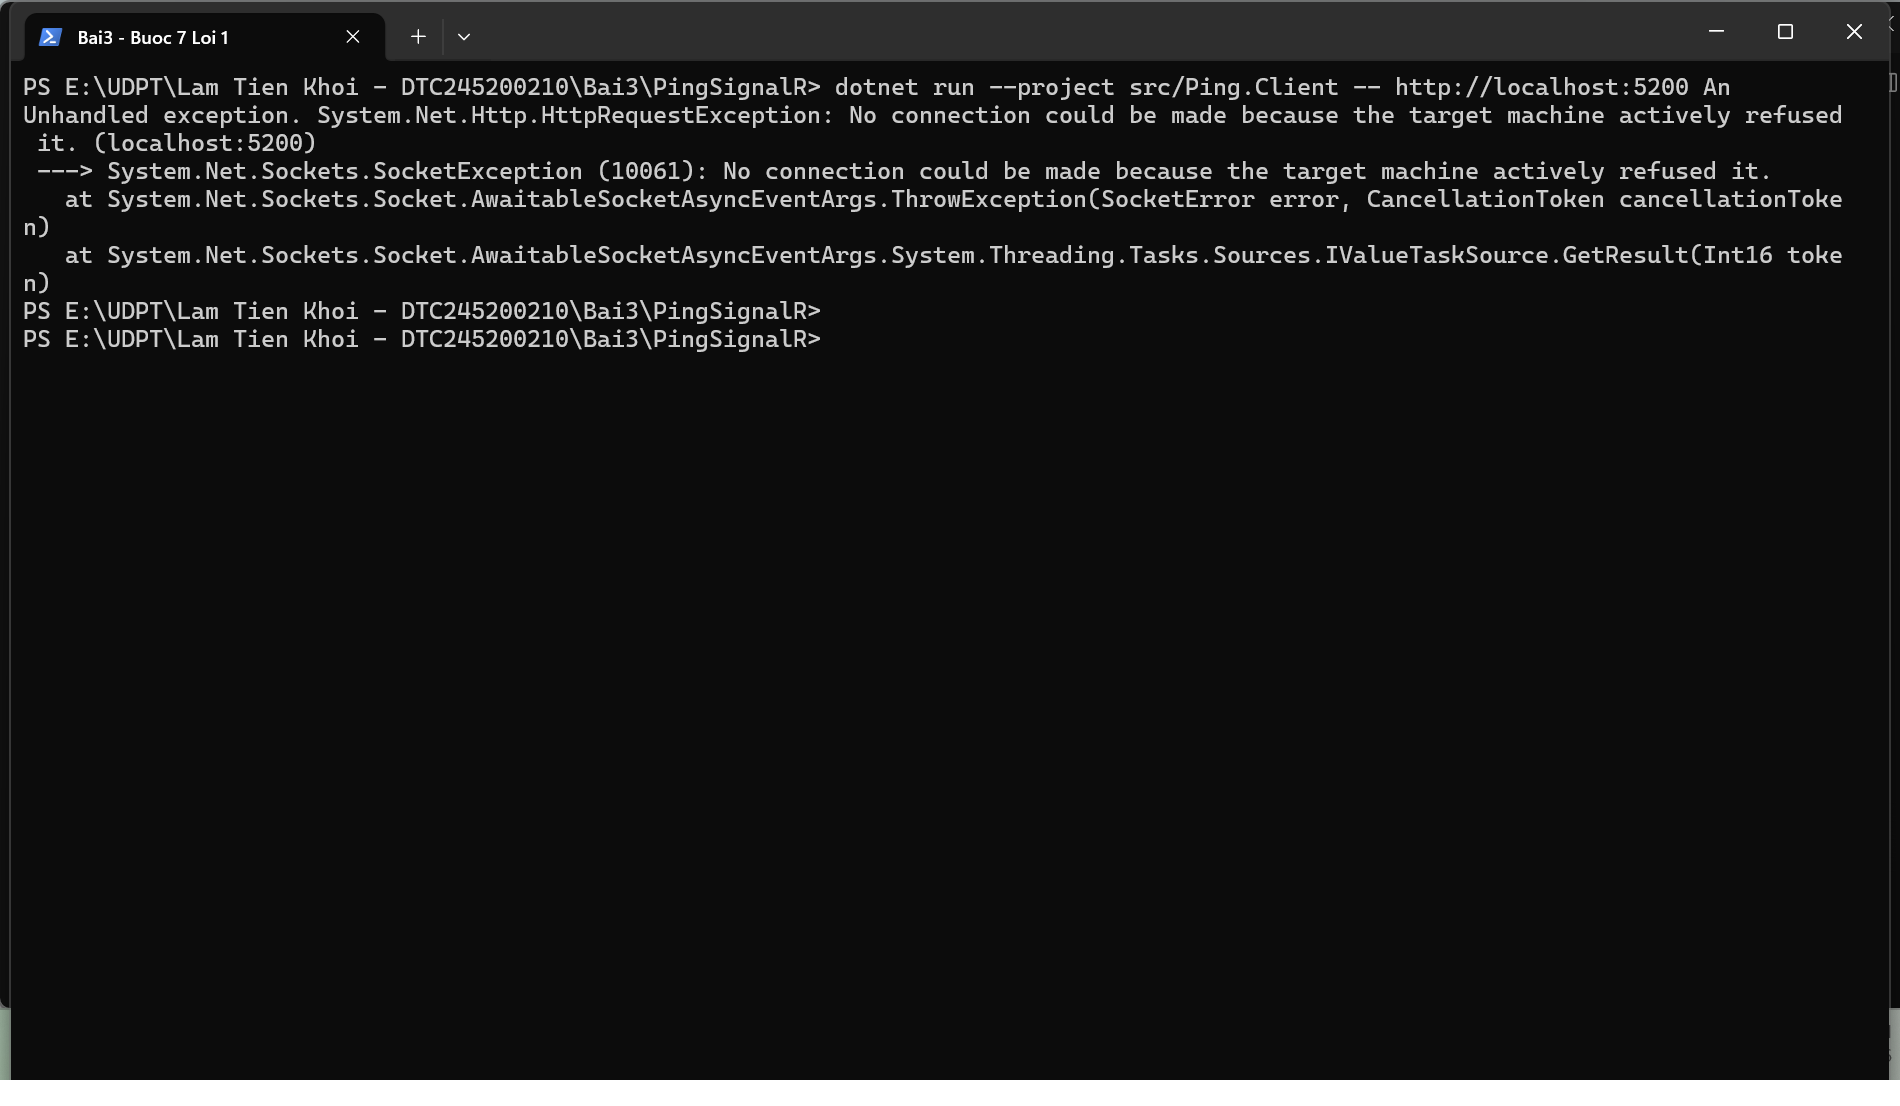 Bai3 - Buoc 7 Loi 1
PS E:\UDPT\Lam Tien Khoi - DTC245200210\Bai3\PingSignalR> dotnet run --project src/Ping.Client -- http://localhost:5200 An
Unhandled exception. System.Net.Http.HttpRequestException: No connection could be made because the target machine actively refused
 it. (localhost:5200)
 ---> System.Net.Sockets.SocketException (10061): No connection could be made because the target machine actively refused it.
   at System.Net.Sockets.Socket.AwaitableSocketAsyncEventArgs.ThrowException(SocketError error, CancellationToken cancellationToke
n)
   at System.Net.Sockets.Socket.AwaitableSocketAsyncEventArgs.System.Threading.Tasks.Sources.IValueTaskSource.GetResult(Int16 toke
n)
PS E:\UDPT\Lam Tien Khoi - DTC245200210\Bai3\PingSignalR>
PS E:\UDPT\Lam Tien Khoi - DTC245200210\Bai3\PingSignalR>